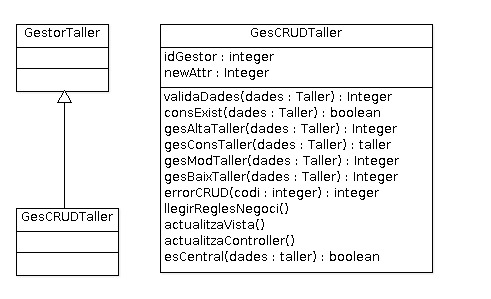 GestorTaller
GesCRUDTaller
GesCRUDTaller
idGestor : integer
newAttr : Integer
validaDades(dades : Taller) : Integer
consExist(dades : Taller) : boolean
gesAltaTaller(dades : Taller) : Integer
gesConsTaller(dades : Taller) : taller
gesModTaller(dades : Taller) : Integer
gesBaixTaller(dades : Taller) : Integer
errorCRUD(codi : integer) : integer
llegirReglesNegoci()
actualitzaVista()
actualitzaController()
esCentral(dades : taller) : boolean